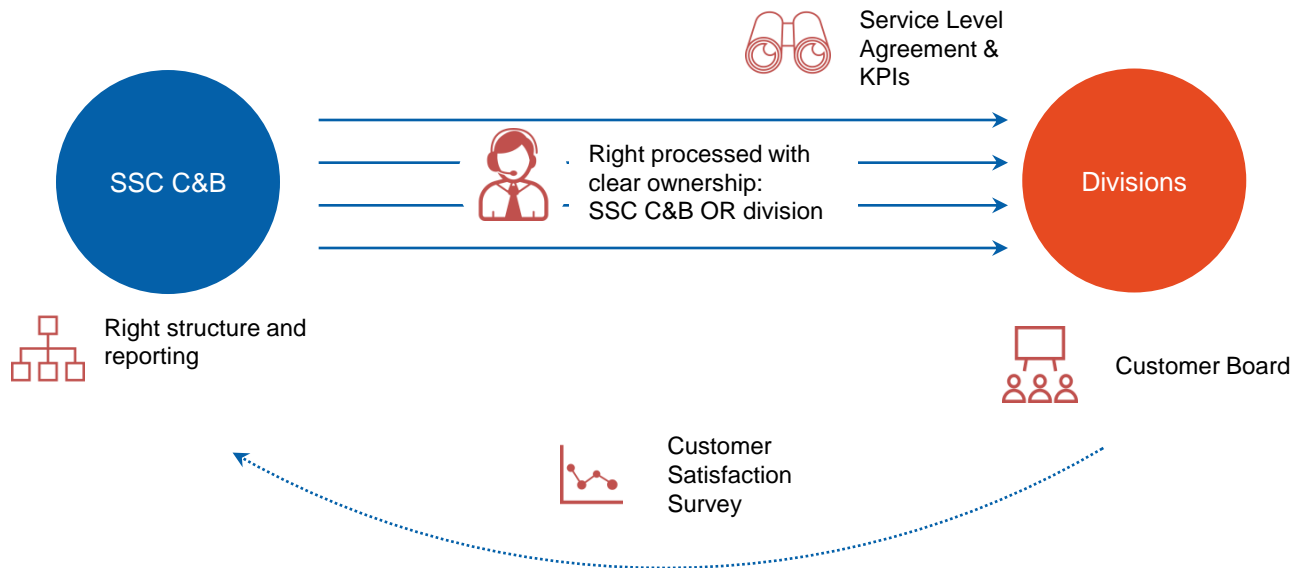 Service Level
Agreement &
KPIs
SSC C&B
Right processed with
clear ownership:
SSC C&B OR division
Divisions
Right structure and
reporting
Customer Board
Customer
Satisfaction
Survey